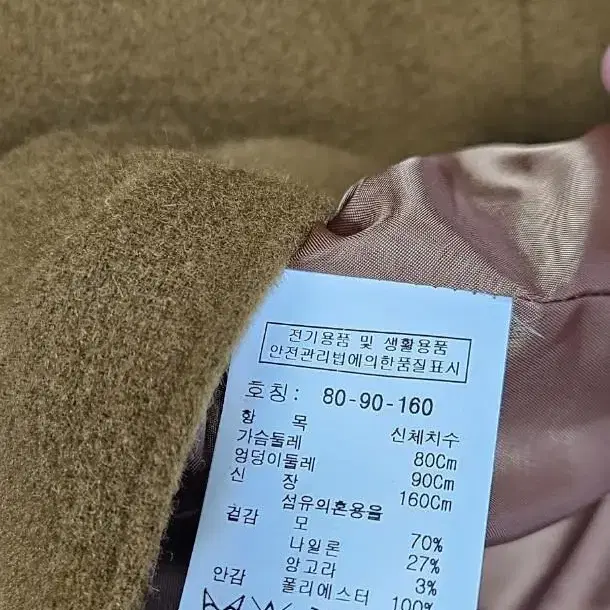 전기용품 및 생활용품
안전관리법에의한품질표시
호칭: 80-90-160
항 목 신체치수
가슴둘레 80Cm
엉덩이둘레 90Cm
신 장 160Cm
섬유의혼용율
겉감 모 70%
나일론 27%
앙고라 3%
안감 폴리에스터 100%